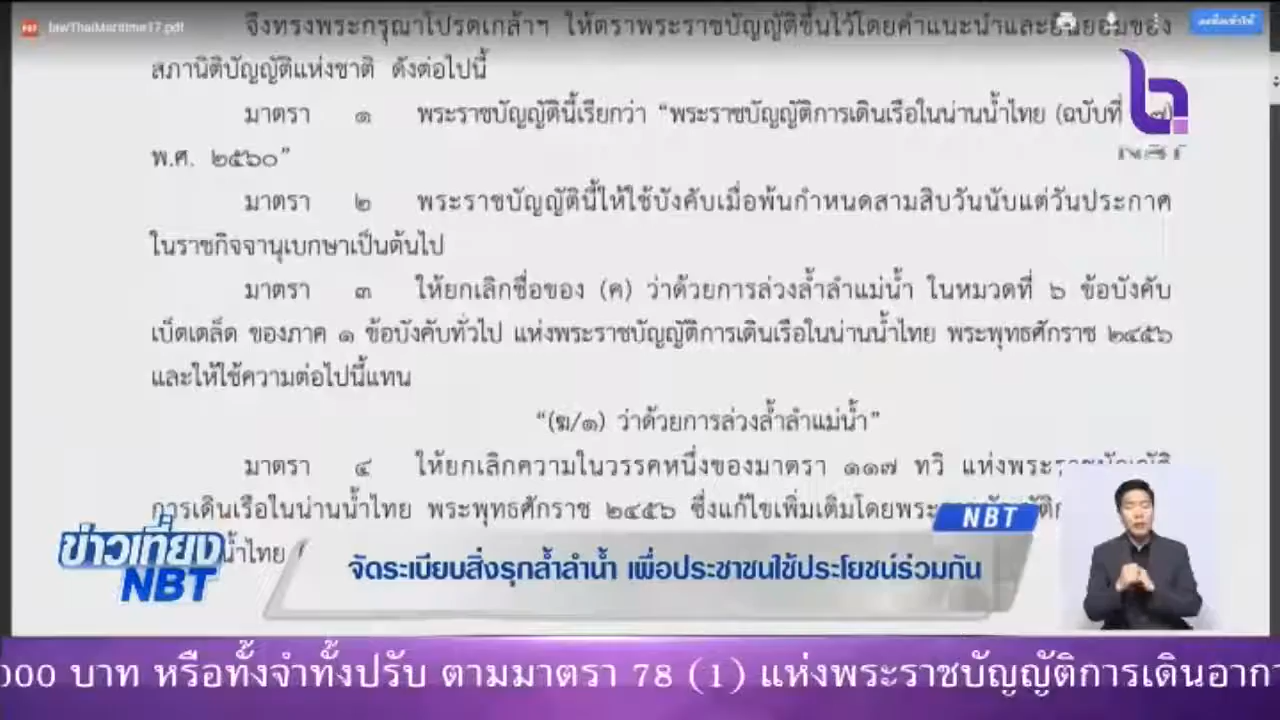 lawThaiMaritime17.pdf
จึงทรงพระกรุณาโปรดเกล้าฯ ให้ตราพระราชบัญญัติขึ้นไว้โดยคำแนะนำและยินยอมของ
สภานิติบัญญัติแห่งชาติ ดังต่อไปนี้
มาตรา ๑ พระราชบัญญัตินี้เรียกว่า “พระราชบัญญัติการเดินเรือในน่านน้ำไทย (ฉบับที่ ๗)
พ.ศ. ๒๕๖๐”
NBT
มาตรา ๒ พระราชบัญญัตินี้ให้ใช้บังคับเมื่อพ้นกำหนดสามสิบวันนับแต่วันประกาศ
ในราชกิจจานุเบกษาเป็นต้นไป
มาตรา ๓ ให้ยกเลิกชื่อของ (ค) ว่าด้วยการล่วงล้ำลำแม่น้ำ ในหมวดที่ ๖ ข้อบังคับ
เบ็ดเตล็ด ของภาค ๑ ข้อบังคับทั่วไป แห่งพระราชบัญญัติการเดินเรือในน่านน้ำไทย พระพุทธศักราช ๒๔๕๖
และให้ใช้ความต่อไปนี้แทน
“(ฆ/๑) ว่าด้วยการล่วงล้ำลำแม่น้ำ”
มาตรา ๔ ให้ยกเลิกความในวรรคหนึ่งของมาตรา ๑๑๗ ทวิ แห่งพระราชบัญญัติ
การเดินเรือในน่านน้ำไทย พระพุทธศักราช ๒๔๕๖ ซึ่งแก้ไขเพิ่มเติมโดย
น้ำไทย
NBT
ข่าวเที่ยง
NBT
จัดระเบียบสิ่งรุกล้ำลำน้ำ เพื่อประชาชนใช้ประโยชน์ร่วมกัน
000 บาท หรือทั้งจำทั้งปรับ ตามมาตรา 78 (1) แห่งพระราชบัญญัติการเดินอากา